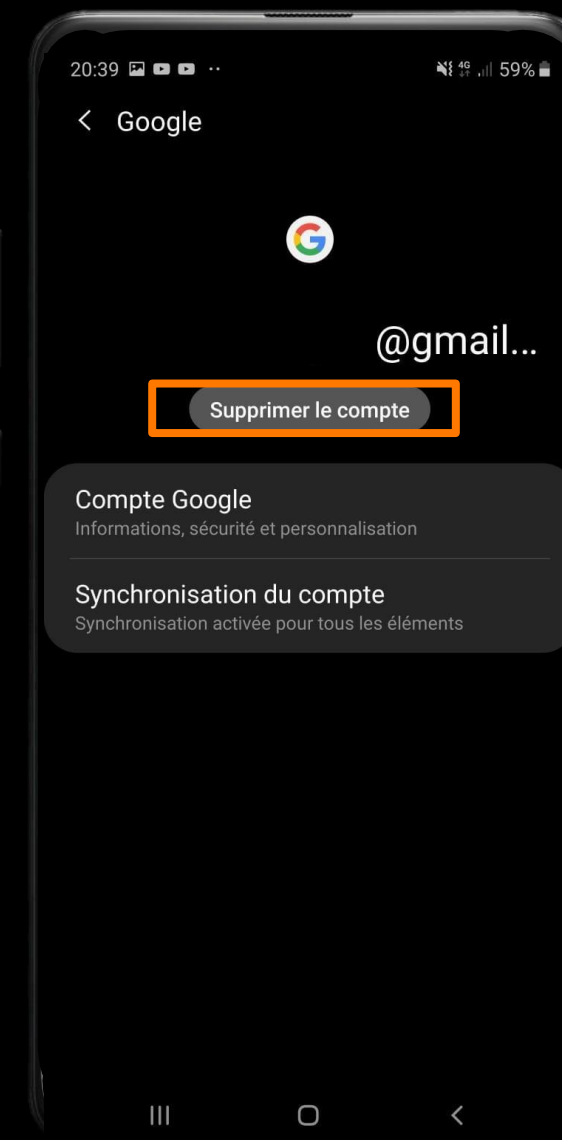 20:39 4G 59%
Google
@gmail...
Supprimer le compte
Compte Google
Informations, sécurité et personnalisation
Synchronisation du compte
Synchronisation activée pour tous les éléments